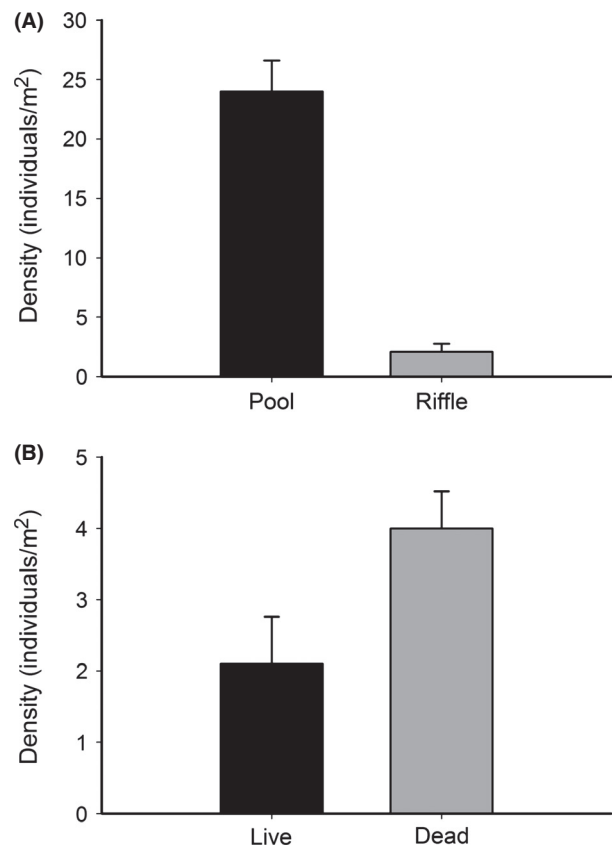 (A)
30
25
20
15
10
5
0
Density (individuals/m²)
Pool Riffle
(B)
5
4
3
2
1
0
Density (individuals/m²)
Live Dead